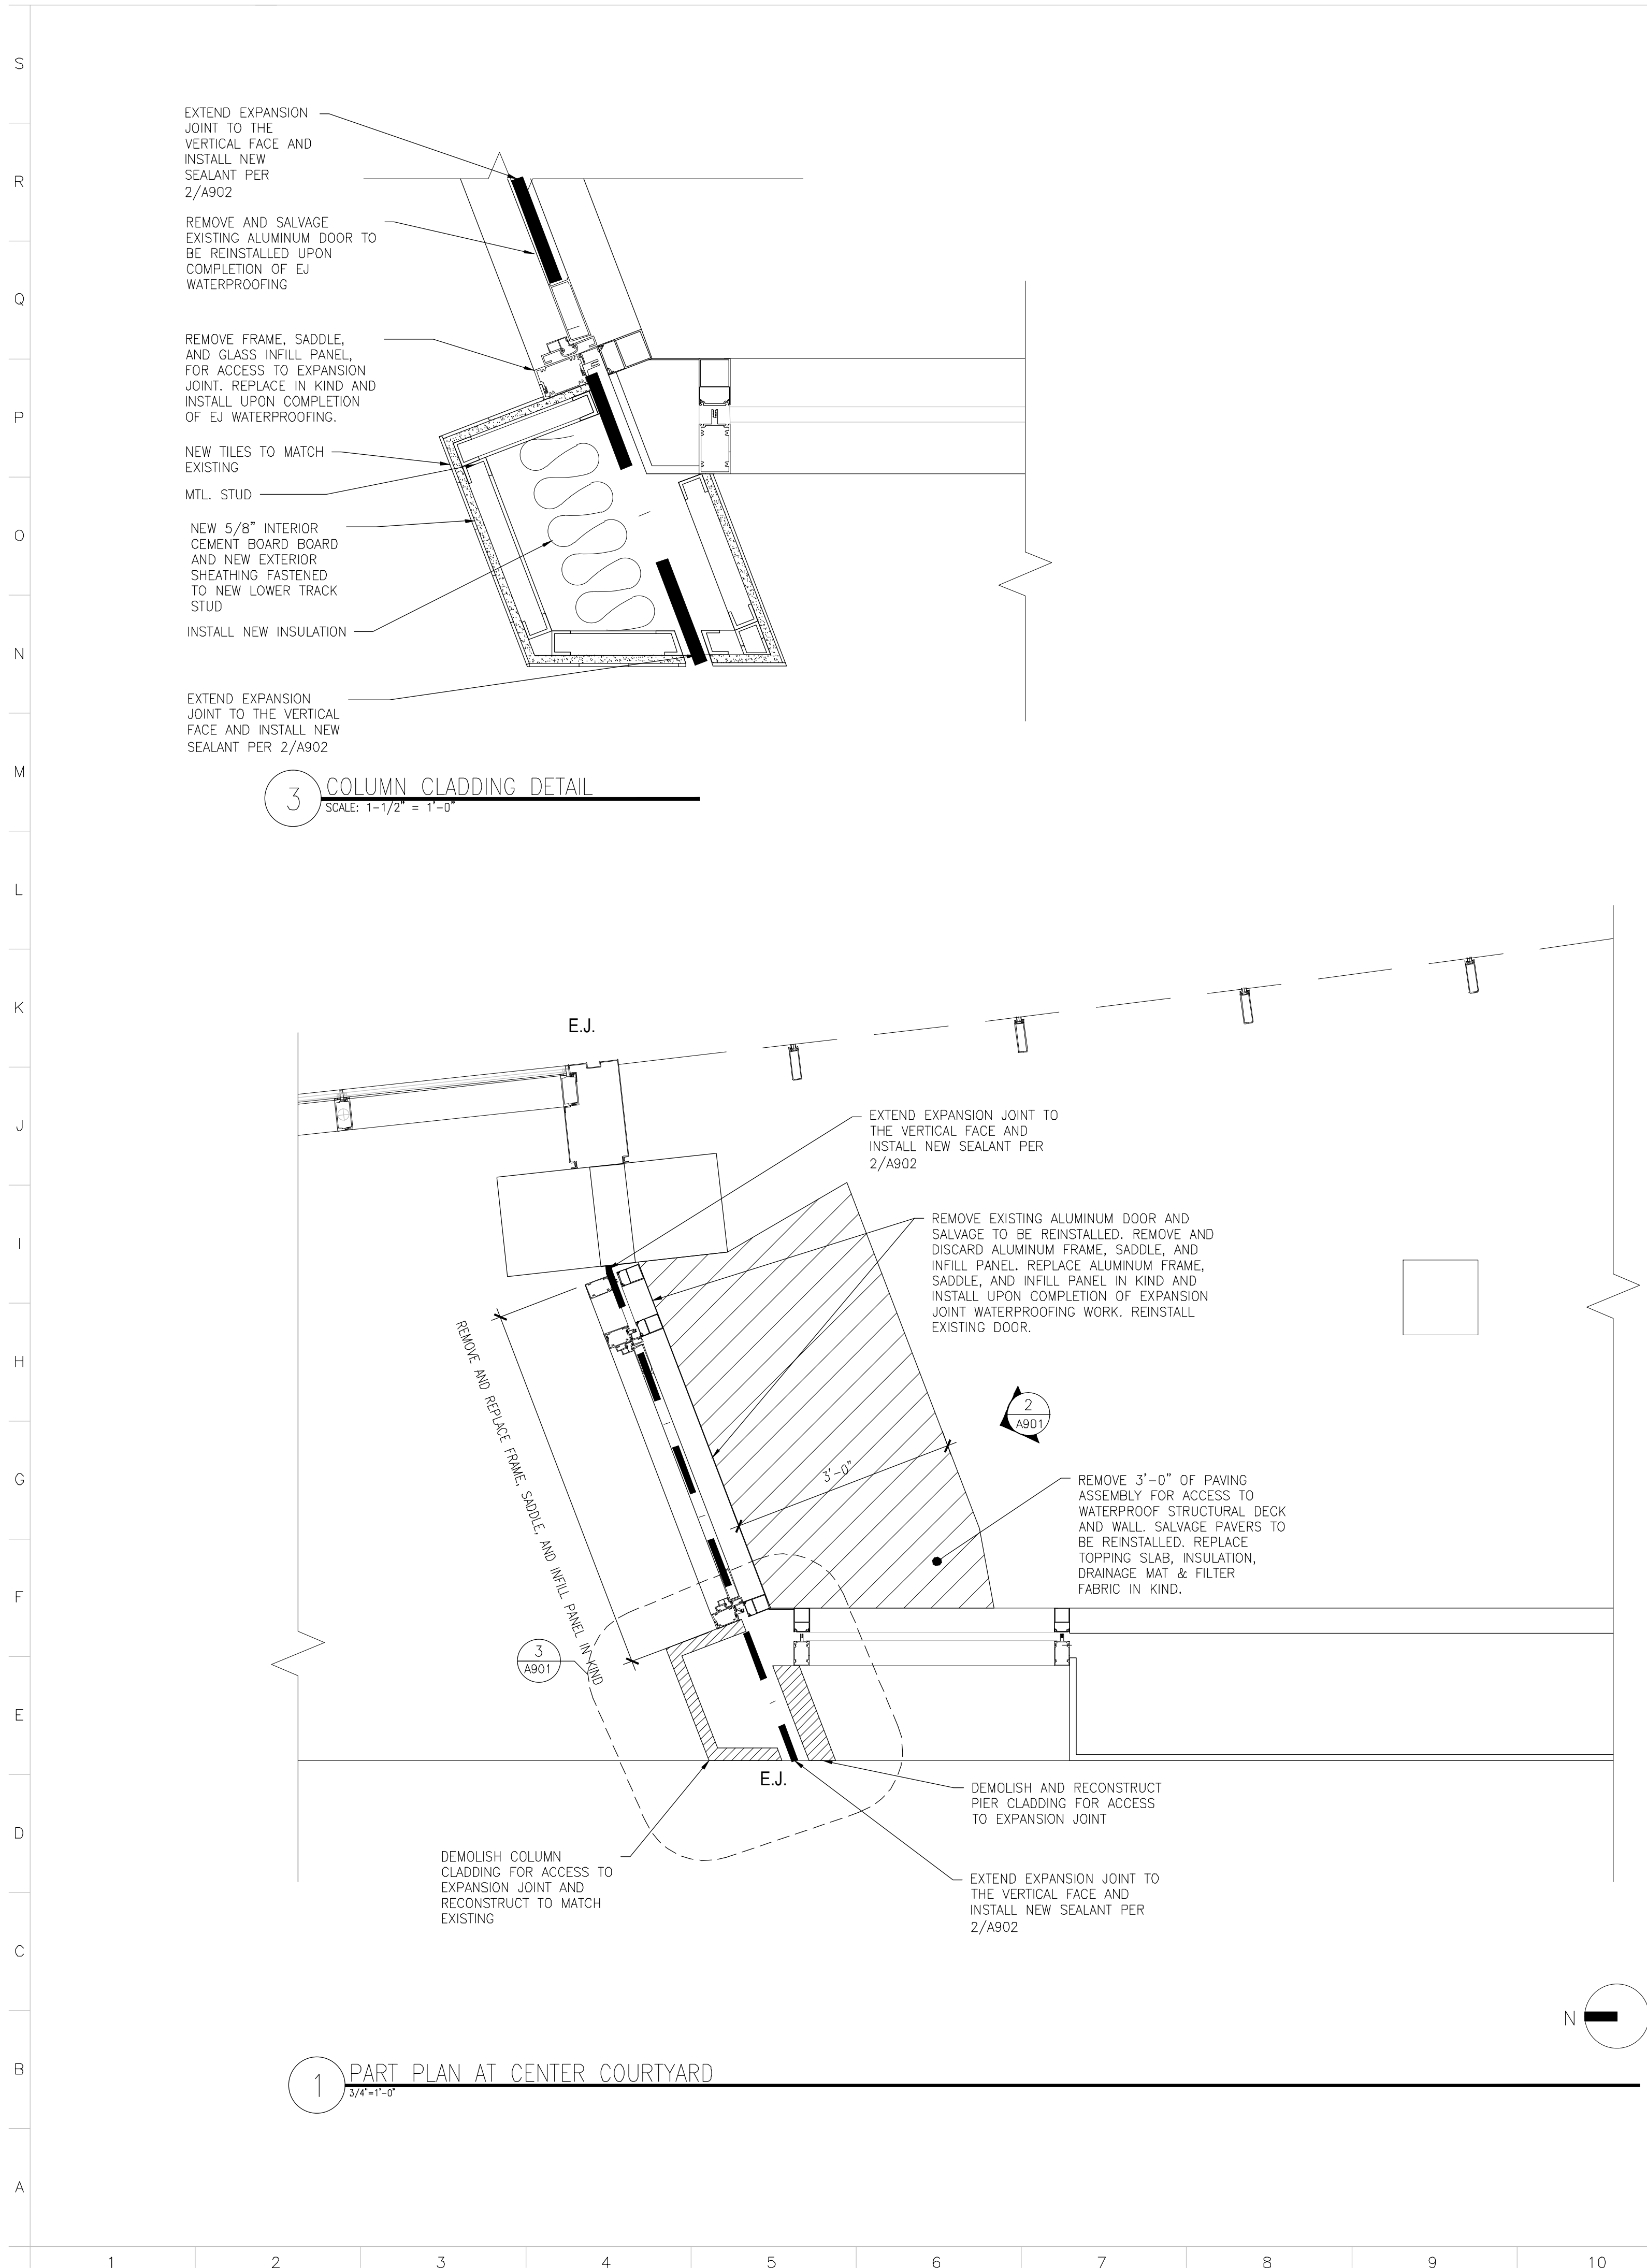 S
R
Q
P
O
N
M
L
K
J
I
H
G
F
E
D
C
B
A
EXTEND EXPANSION
JOINT TO THE
VERTICAL FACE AND
INSTALL NEW
SEALANT PER
2/A902
REMOVE AND SALVAGE
EXISTING ALUMINUM DOOR TO
BE REINSTALLED UPON
COMPLETION OF EJ
WATERPROOFING
REMOVE FRAME, SADDLE,
AND GLASS INFILL PANEL,
FOR ACCESS TO EXPANSION
JOINT. REPLACE IN KIND AND
INSTALL UPON COMPLETION
OF EJ WATERPROOFING.
NEW TILES TO MATCH
EXISTING
MTL. STUD
NEW 5/8" INTERIOR
CEMENT BOARD BOARD
AND NEW EXTERIOR
SHEATHING FASTENED
TO NEW LOWER TRACK
STUD
INSTALL NEW INSULATION
EXTEND EXPANSION
JOINT TO THE VERTICAL
FACE AND INSTALL NEW
SEALANT PER 2/A902
3
COLUMN CLADDING DETAIL
SCALE: 1-1/2" = 1'-0"
E.J.
EXTEND EXPANSION JOINT TO
THE VERTICAL FACE AND
INSTALL NEW SEALANT PER
2/A902
REMOVE EXISTING ALUMINUM DOOR AND
SALVAGE TO BE REINSTALLED. REMOVE AND
DISCARD ALUMINUM FRAME, SADDLE, AND
INFILL PANEL. REPLACE ALUMINUM FRAME,
SADDLE, AND INFILL PANEL IN KIND AND
INSTALL UPON COMPLETION OF EXPANSION
JOINT WATERPROOFING WORK. REINSTALL
EXISTING DOOR.
REMOVE AND REPLACE FRAME, SADDLE, AND INFILL PANEL IN KIND
2
A901
3'-0"
REMOVE 3'-0" OF PAVING
ASSEMBLY FOR ACCESS TO
WATERPROOF STRUCTURAL DECK
AND WALL. SALVAGE PAVERS TO
BE REINSTALLED. REPLACE
TOPPING SLAB, INSULATION,
DRAINAGE MAT & FILTER
FABRIC IN KIND.
3
A901
E.J.
DEMOLISH AND RECONSTRUCT
PIER CLADDING FOR ACCESS
TO EXPANSION JOINT
DEMOLISH COLUMN
CLADDING FOR ACCESS TO
EXPANSION JOINT AND
RECONSTRUCT TO MATCH
EXISTING
EXTEND EXPANSION JOINT TO
THE VERTICAL FACE AND
INSTALL NEW SEALANT PER
2/A902
N
1
PART PLAN AT CENTER COURTYARD
3/4"=1'-0"
1 2 3 4 5 6 7 8 9 10